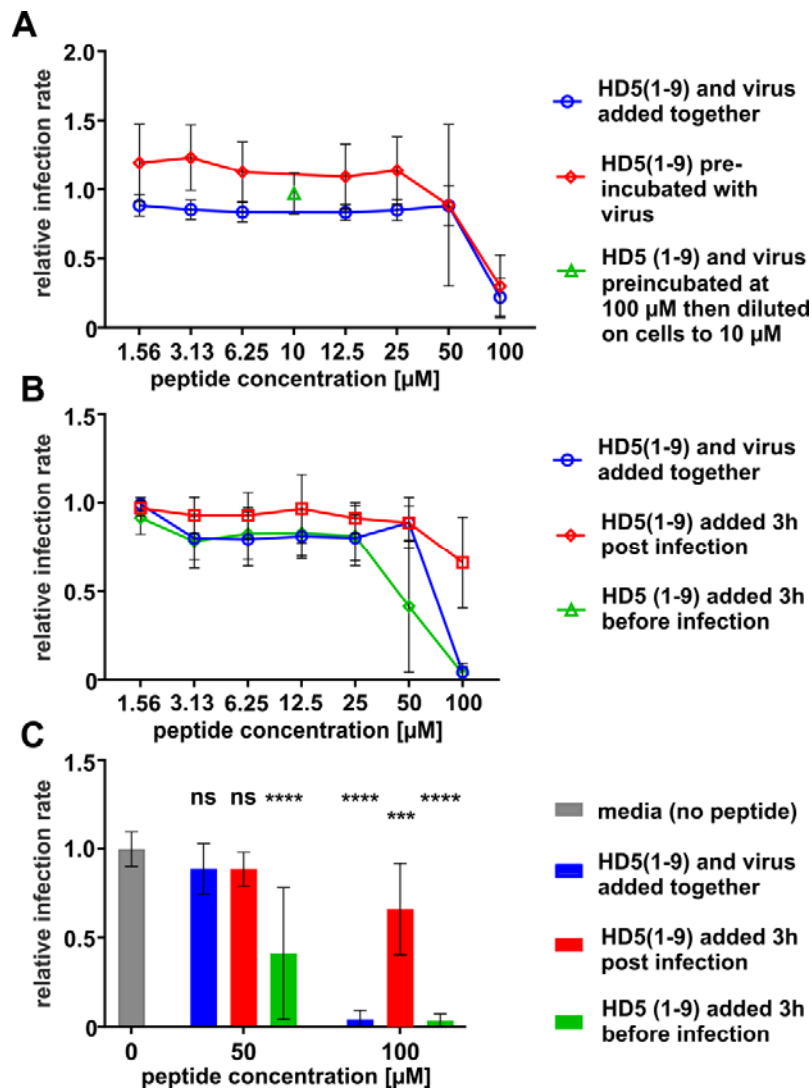 A
relative infection rate
2.0
1.5
1.0
0.5
0
1.56 3.13 6.25 10 12.5 25 50 100
peptide concentration [µM]
HD5(1-9) and virus
added together
HD5(1-9) pre-
incubated with
virus
HD5 (1-9) and virus
preincubated at
100 µM then diluted
on cells to 10 µM
B
relative infection rate
1.5
1.0
0.5
0
1.56 3.13 6.25 12.5 25 50 100
peptide concentration [µM]
HD5(1-9) and virus
added together
HD5(1-9) added 3h
post infection
HD5 (1-9) added 3h
before infection
C
relative infection rate
1.5
1.0
0.5
0
ns ns **** **** *** ****
0 50 100
peptide concentration [µM]
media (no peptide)
HD5(1-9) and virus
added together
HD5(1-9) added 3h
post infection
HD5 (1-9) added 3h
before infection